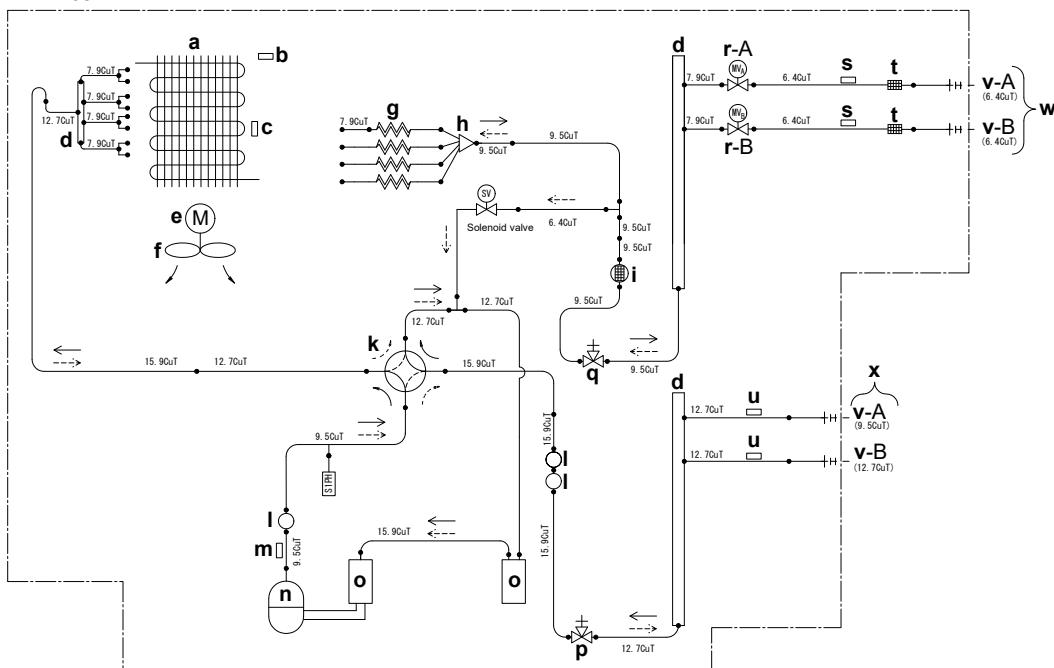 a
b
7.9CuT
7.9CuT
7.9CuT
7.9CuT
12.7CuT
d
c
e M
f
7.9CuT
g
h
9.5CuT
9.5CuT
SV
Solenoid valve
6.4CuT
9.5CuT
9.5CuT
i
9.5CuT
q
9.5CuT
d
r-A
7.9CuT
MVA
6.4CuT
s
t
v-A
(6.4CuT)
w
7.9CuT
MVB
6.4CuT
s
t
v-B
(6.4CuT)
r-B
12.7CuT
12.7CuT
k
15.9CuT
12.7CuT
15.9CuT
9.5CuT
S1PH
l
m
9.5CuT
n
15.9CuT
o
o
15.9CuT
l
l
15.9CuT
p
12.7CuT
d
x
12.7CuT
u
v-A
(9.5CuT)
12.7CuT
u
v-B
(12.7CuT)